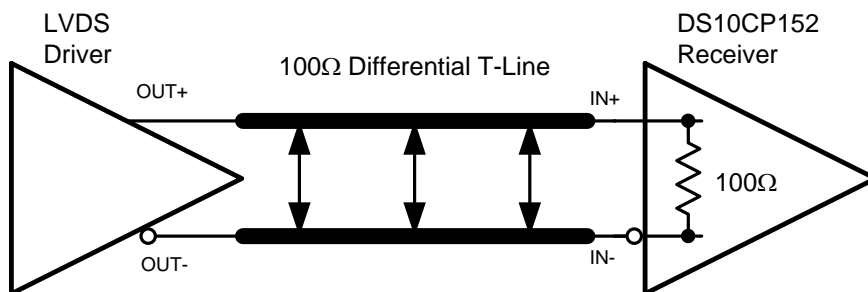 LVDS
Driver
DS10CP152
Receiver
100Ω Differential T-Line
OUT+
IN+
100Ω
OUT-
IN-